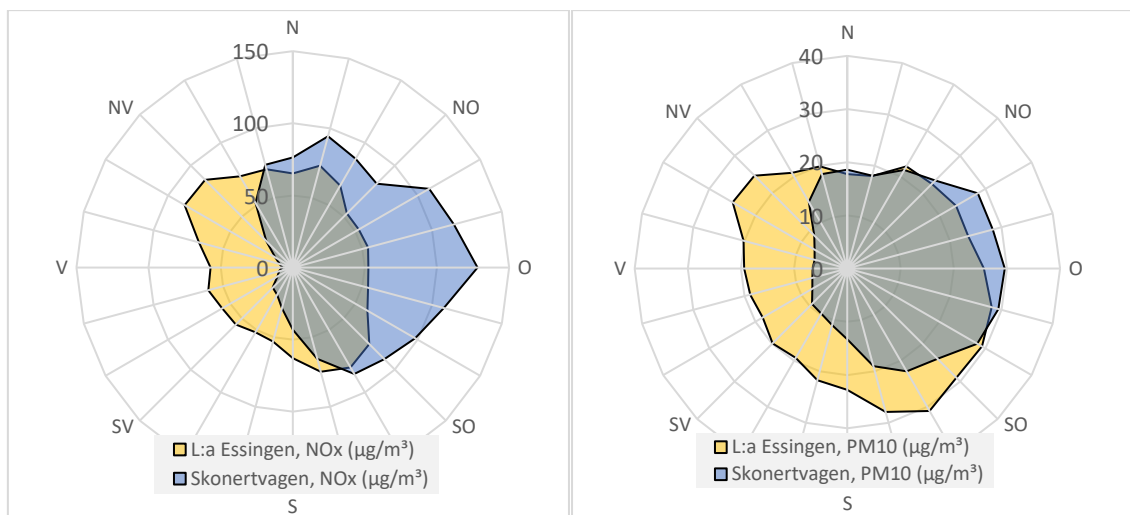 N
150
NV
NO
100
50
V
0
O
SV
SO
L:a Essingen, NOx (µg/m³)
Skonertvagen, NOx (µg/m³)
S
N
40
NV
NO
30
20
10
V
0
O
SV
SO
L:a Essingen, PM10 (µg/m³)
Skonertvagen, PM10 (µg/m³)
S